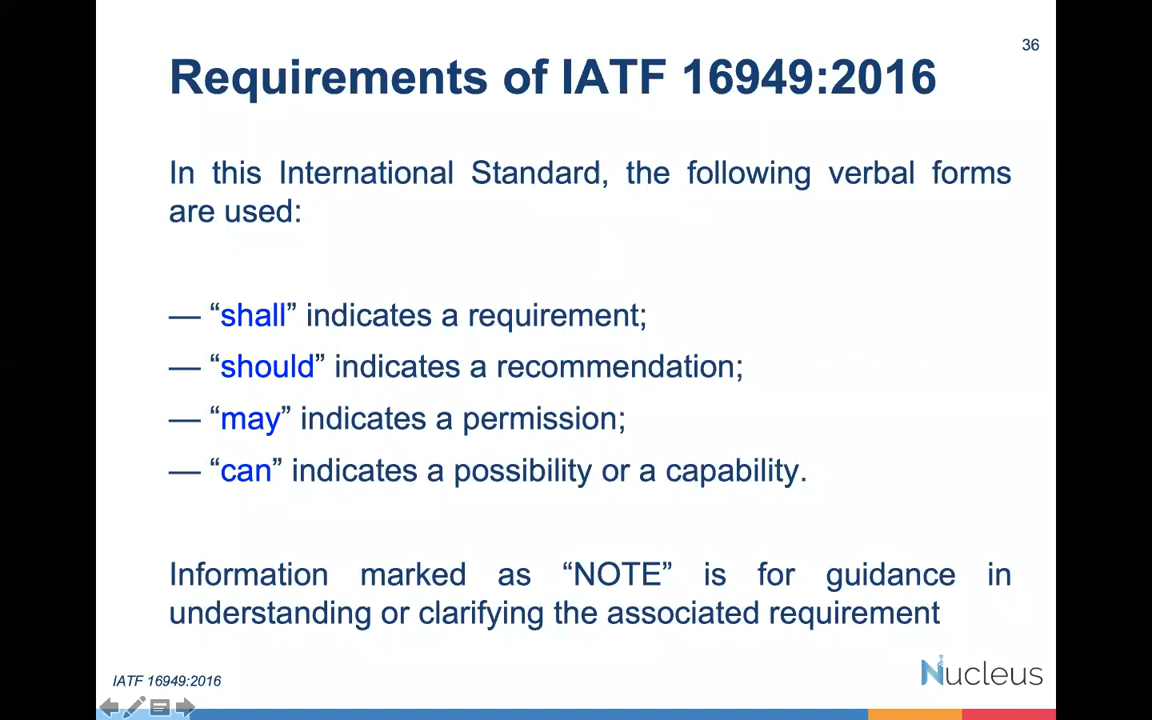 36
Requirements of IATF 16949:2016
In this International Standard, the following verbal forms
are used:
— “shall” indicates a requirement;
— “should” indicates a recommendation;
— “may” indicates a permission;
— “can” indicates a possibility or a capability.
Information marked as “NOTE” is for guidance in
understanding or clarifying the associated requirement
IATF 16949:2016
Nucleus